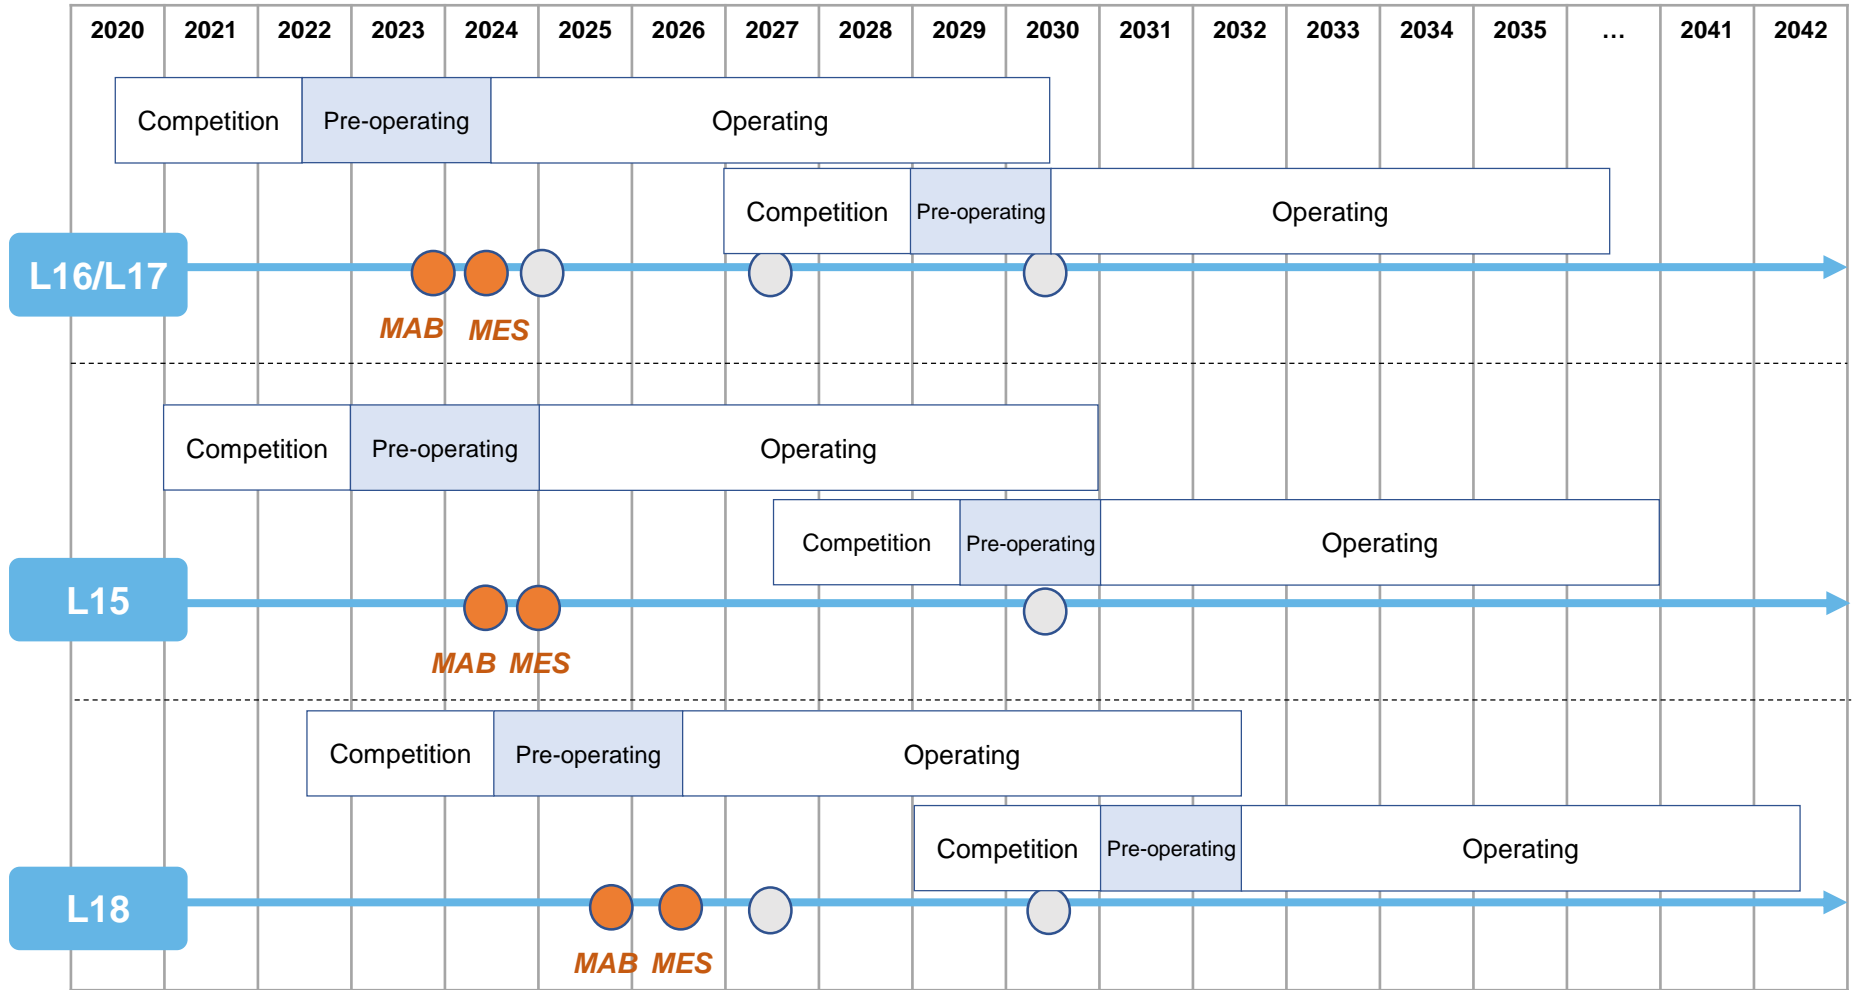 2020 2021 2022 2023 2024 2025 2026 2027 2028 2029 2030 2031 2032 2033 2034 2035 ... 2041 2042
Competition Pre-operating Operating
Competition Pre-operating Operating
L16/L17
MAB MES
Competition Pre-operating Operating
Competition Pre-operating Operating
L15
MAB MES
Competition Pre-operating Operating
Competition Pre-operating Operating
L18
MAB MES